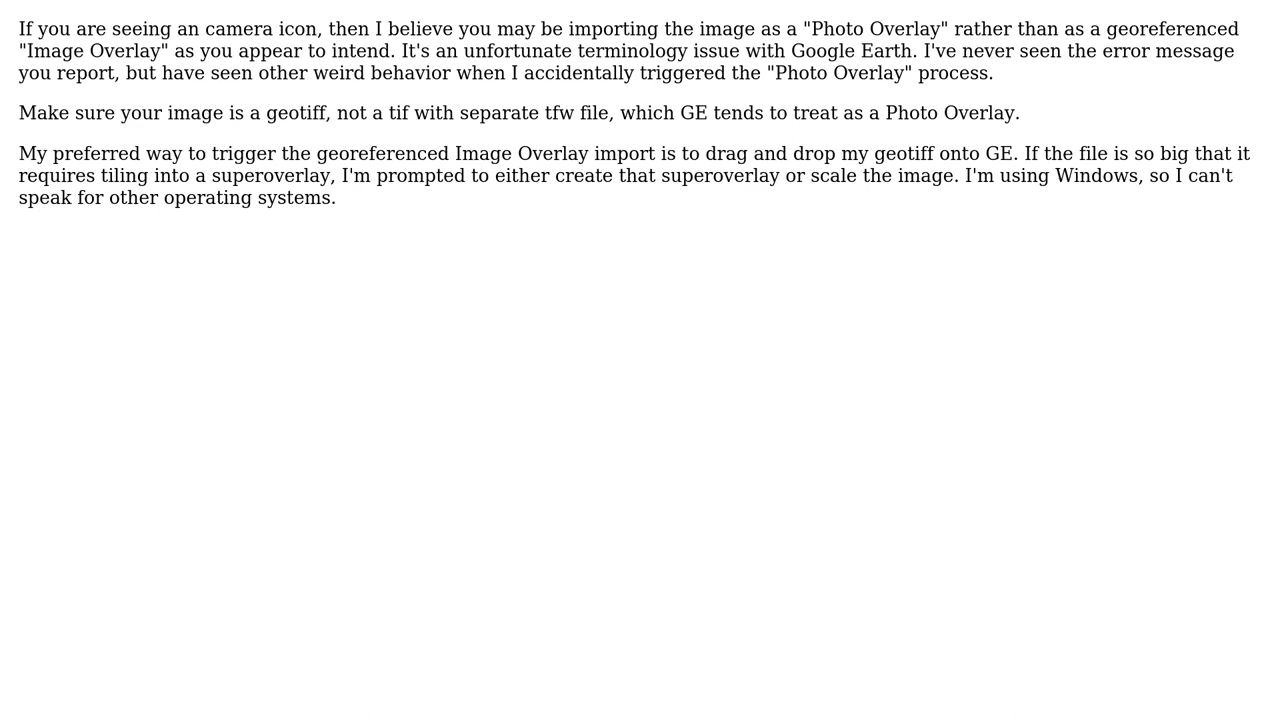 If you are seeing an camera icon, then I believe you may be importing the image as a "Photo Overlay" rather than as a georeferenced
"Image Overlay" as you appear to intend. It's an unfortunate terminology issue with Google Earth. I've never seen the error message
you report, but have seen other weird behavior when I accidentally triggered the "Photo Overlay" process.
Make sure your image is a geotiff, not a tif with separate tfw file, which GE tends to treat as a Photo Overlay.
My preferred way to trigger the georeferenced Image Overlay import is to drag and drop my geotiff onto GE. If the file is so big that it
requires tiling into a superoverlay, I'm prompted to either create that superoverlay or scale the image. I'm using Windows, so I can't
speak for other operating systems.